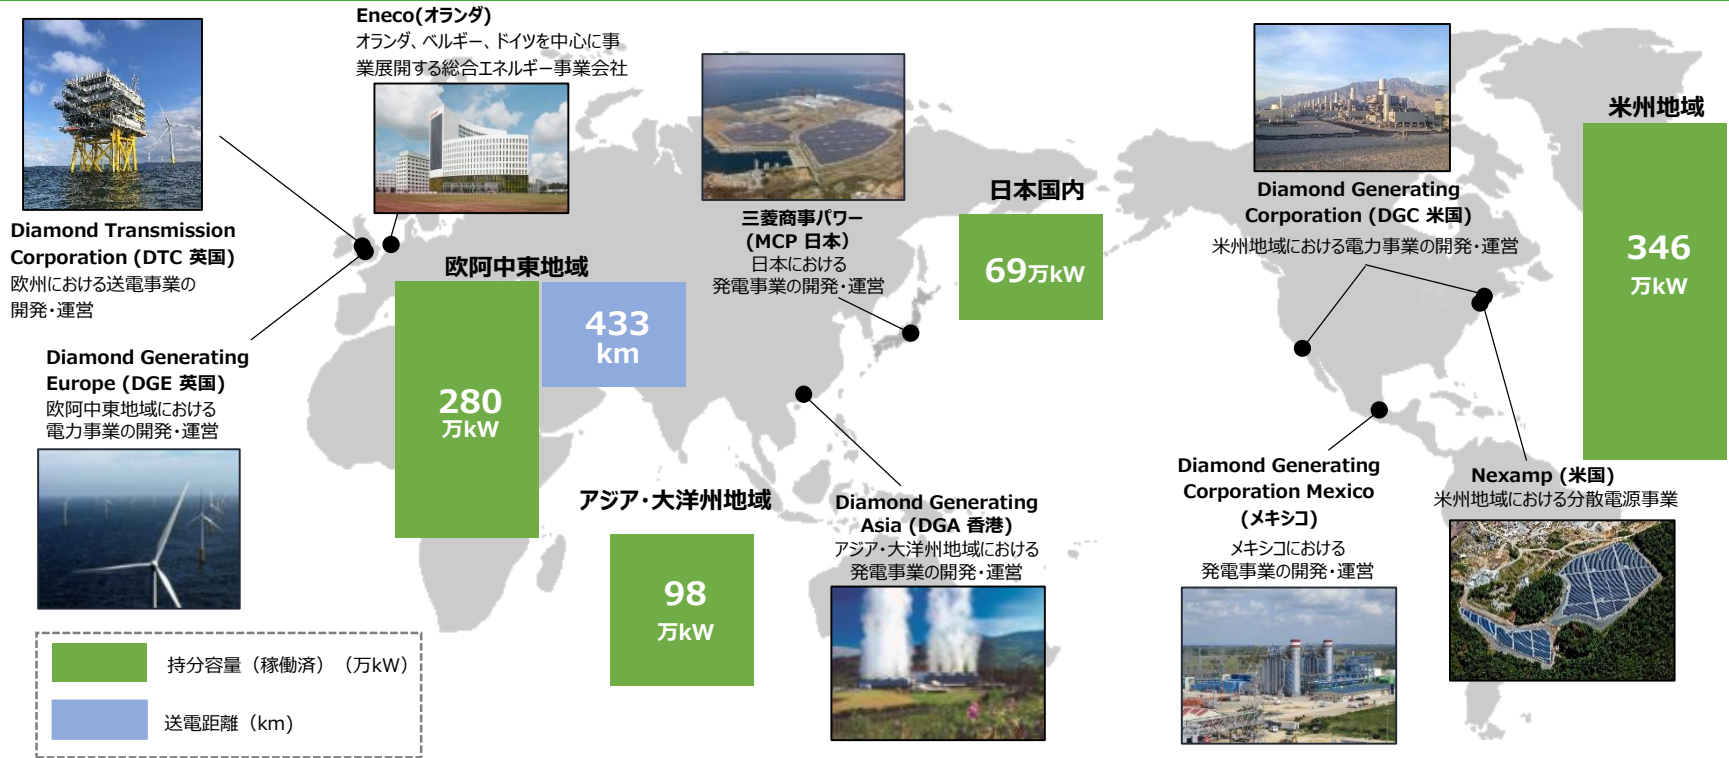 Eneco(オランダ)
オランダ、ベルギー、ドイツを中心に事
業展開する総合エネルギー事業会社
Diamond Transmission
Corporation (DTC 英国)
欧州における送電事業の
開発・運営
Diamond Generating
Europe (DGE 英国)
欧阿中東地域における
電力事業の開発・運営
欧阿中東地域
280
万kW
433
km
三菱商事パワー
(MCP 日本）
日本における
発電事業の開発・運営
日本国内
69万kW
アジア・大洋州地域
98
万kW
Diamond Generating
Asia (DGA 香港)
アジア・大洋州地域における
発電事業の開発・運営
Diamond Generating
Corporation (DGC 米国)
米州地域における電力事業の開発・運営
米州地域
346
万kW
Diamond Generating
Corporation Mexico
(メキシコ)
メキシコにおける
発電事業の開発・運営
Nexamp (米国)
米州地域における分散電源事業
持分容量（稼働済）（万kW）
送電距離（km）